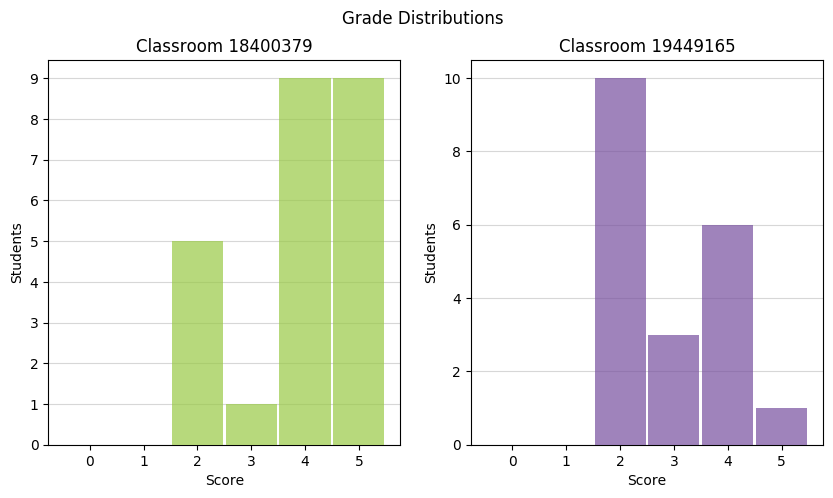 Grade Distributions
Classroom 18400379
Classroom 19449165
9
8
7
6
5
4
3
2
1
0
Students
0 1 2 3 4 5
Score
10
8
6
4
2
0
Students
0 1 2 3 4 5
Score